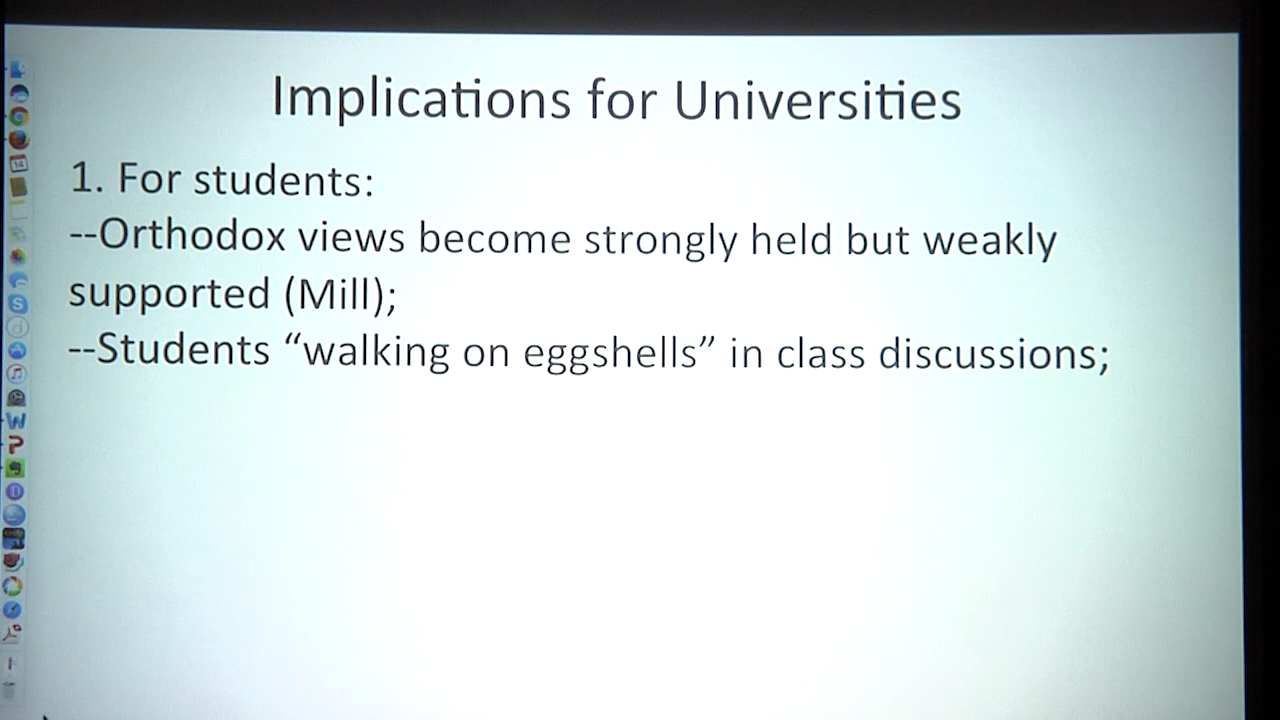 Implications for Universities
1. For students:
--Orthodox views become strongly held but weakly
supported (Mill);
--Students “walking on eggshells” in class discussions;